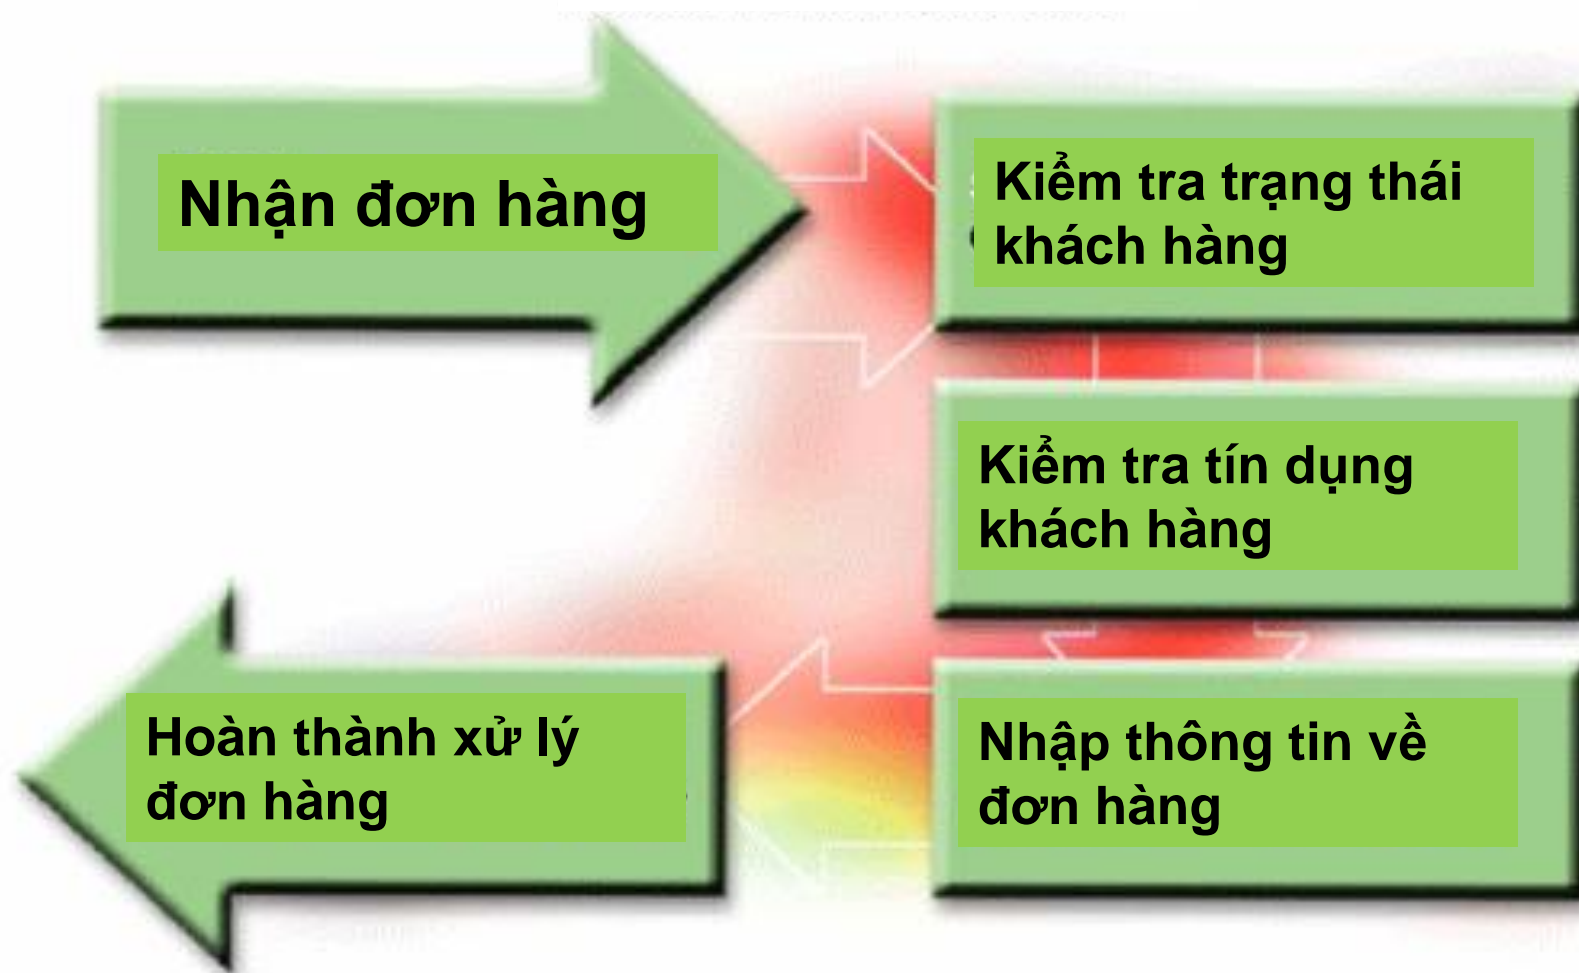 Nhận đơn hàng
Kiểm tra trạng thái
khách hàng
Kiểm tra tín dụng
khách hàng
Nhập thông tin về
đơn hàng
Hoàn thành xử lý
đơn hàng